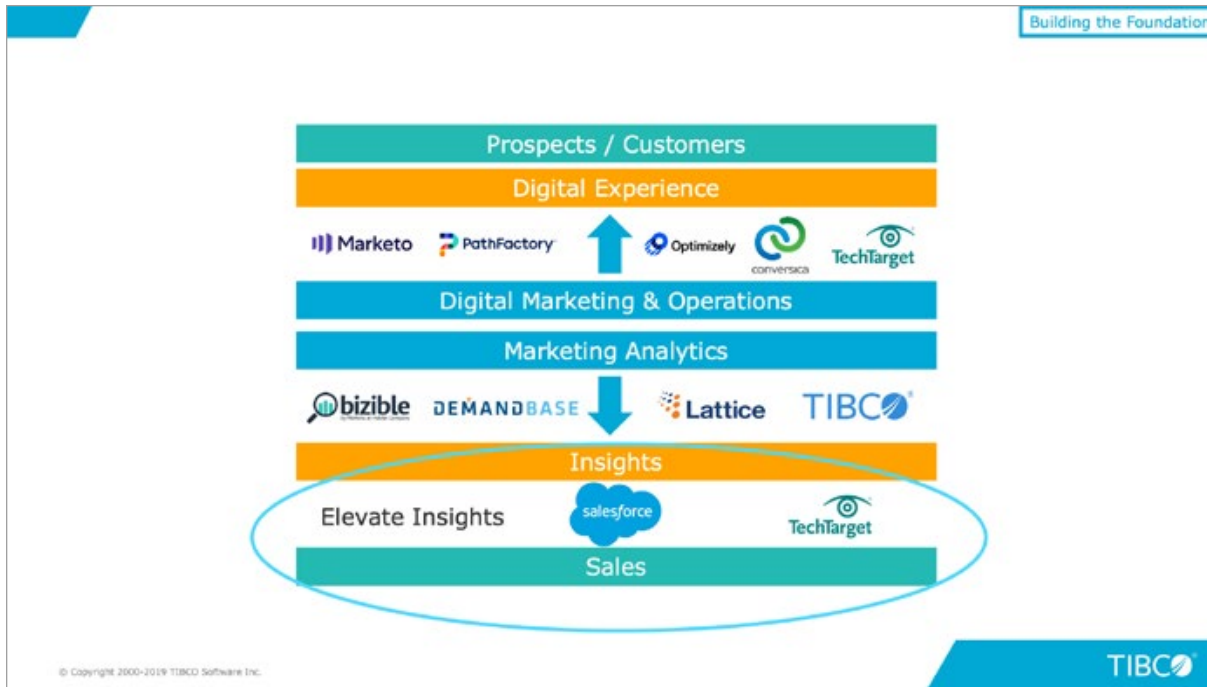 Building the Foundation
Prospects / Customers
Digital Experience
Marketo
PathFactory
Optimizely
conversica
TechTarget
Digital Marketing & Operations
Marketing Analytics
bizible
DEMANDBASE
Lattice
TIBCO
Insights
Elevate Insights
salesforce
TechTarget
Sales
© Copyright 2000-2019 TIBCO Software Inc.
TIBCO